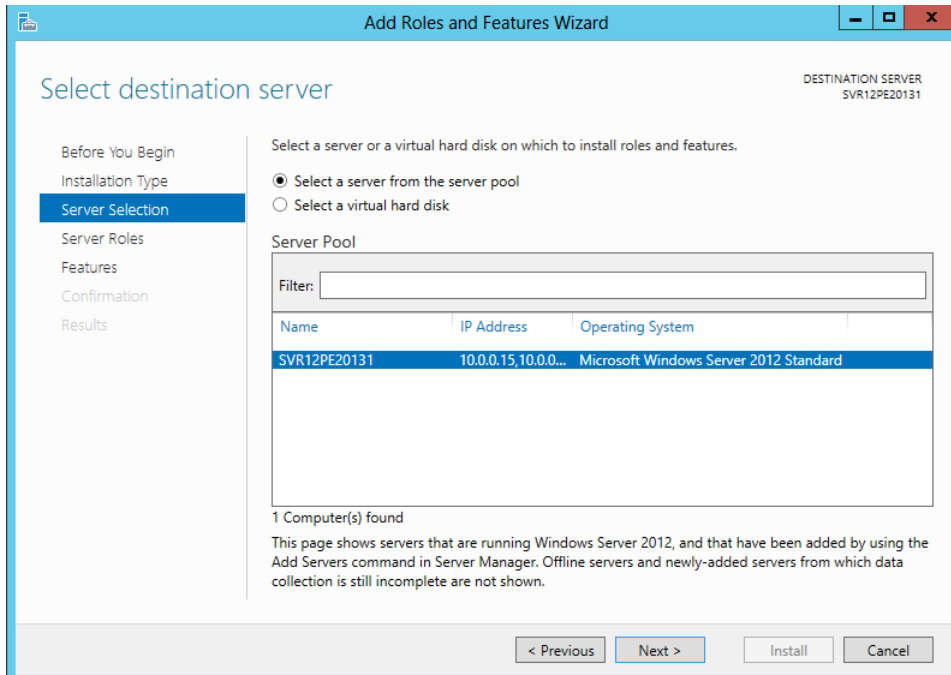 Add Roles and Features Wizard
Select destination server
DESTINATION SERVER
SVR12PE20131
Before You Begin
Installation Type
Server Selection
Server Roles
Features
Confirmation
Results
Select a server or a virtual hard disk on which to install roles and features.
Select a server from the server pool
Select a virtual hard disk
Server Pool
Filter:
Name IP Address Operating System
SVR12PE20131 10.0.0.15,10.0.0... Microsoft Windows Server 2012 Standard
1 Computer(s) found
This page shows servers that are running Windows Server 2012, and that have been added by using the
Add Servers command in Server Manager. Offline servers and newly-added servers from which data
collection is still incomplete are not shown.
< Previous Next > Install Cancel